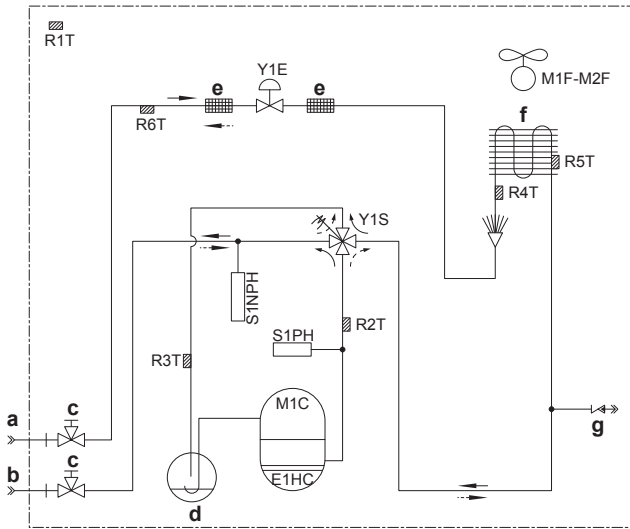 R1T
Y1E
M1F-M2F
e
e
f
R6T
R5T
R4T
Y1S
S1NPH
R2T
S1PH
R3T
M1C
a
c
g
b
c
E1HC
d